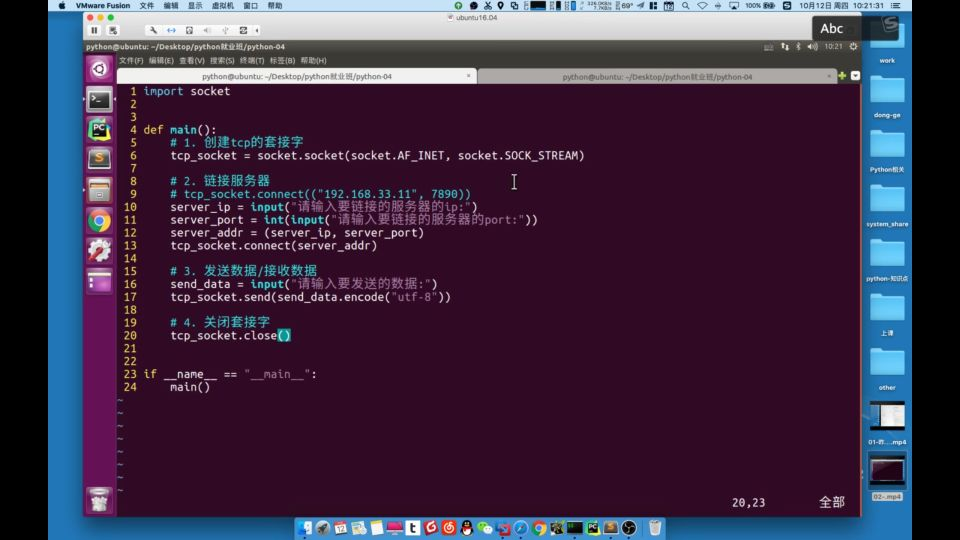 VMware Fusion 文件 编辑 显示 虚拟机 窗口 帮助 100% 10月12日 周四 10:21:31
ubuntu16.04
Abc
python@ubuntu: ~/Desktop/python就业班/python-04 10:21
文件(F) 编辑(E) 查看(V) 搜索(S) 终端(T) 标签(B) 帮助(H)
python@ubuntu: ~/Desktop/python就业班/python-04 × python@ubuntu: ~/Desktop/python就业班/python-04 ×
1 import socket
2
3
4 def main():
5 # 1. 创建tcp的套接字
6 tcp_socket = socket.socket(socket.AF_INET, socket.SOCK_STREAM)
7
8 # 2. 链接服务器
9 # tcp_socket.connect(("192.168.33.11", 7890))
10 server_ip = input("请输入要链接的服务器的ip:")
11 server_port = int(input("请输入要链接的服务器的port:"))
12 server_addr = (server_ip, server_port)
13 tcp_socket.connect(server_addr)
14
15 # 3. 发送数据/接收数据
16 send_data = input("请输入要发送的数据:")
17 tcp_socket.send(send_data.encode("utf-8"))
18
19 # 4. 关闭套接字
20 tcp_socket.close()
21
22
23 if __name__ == "__main__":
24 main()
~
~
~
~
~
~
~
~
20,23 全部
work
dong-ge
Python相关
system_share
python-知识点
上课
other
02-.mp4